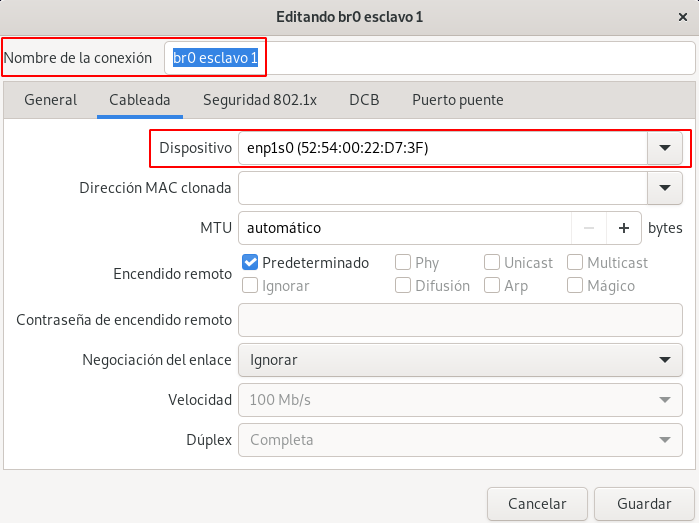 Editando br0 esclavo 1
Nombre de la conexión br0 esclavo 1
General Cableada Seguridad 802.1x DCB Puerto puente
Dispositivo enp1s0 (52:54:00:22:D7:3F)
Dirección MAC clonada
MTU automático bytes
Encendido remoto
Predeterminado Phy Unicast Multicast
Ignorar Difusión Arp Mágico
Contraseña de encendido remoto
Negociación del enlace Ignorar
Velocidad 100 Mb/s
Dúplex Completa
Cancelar Guardar